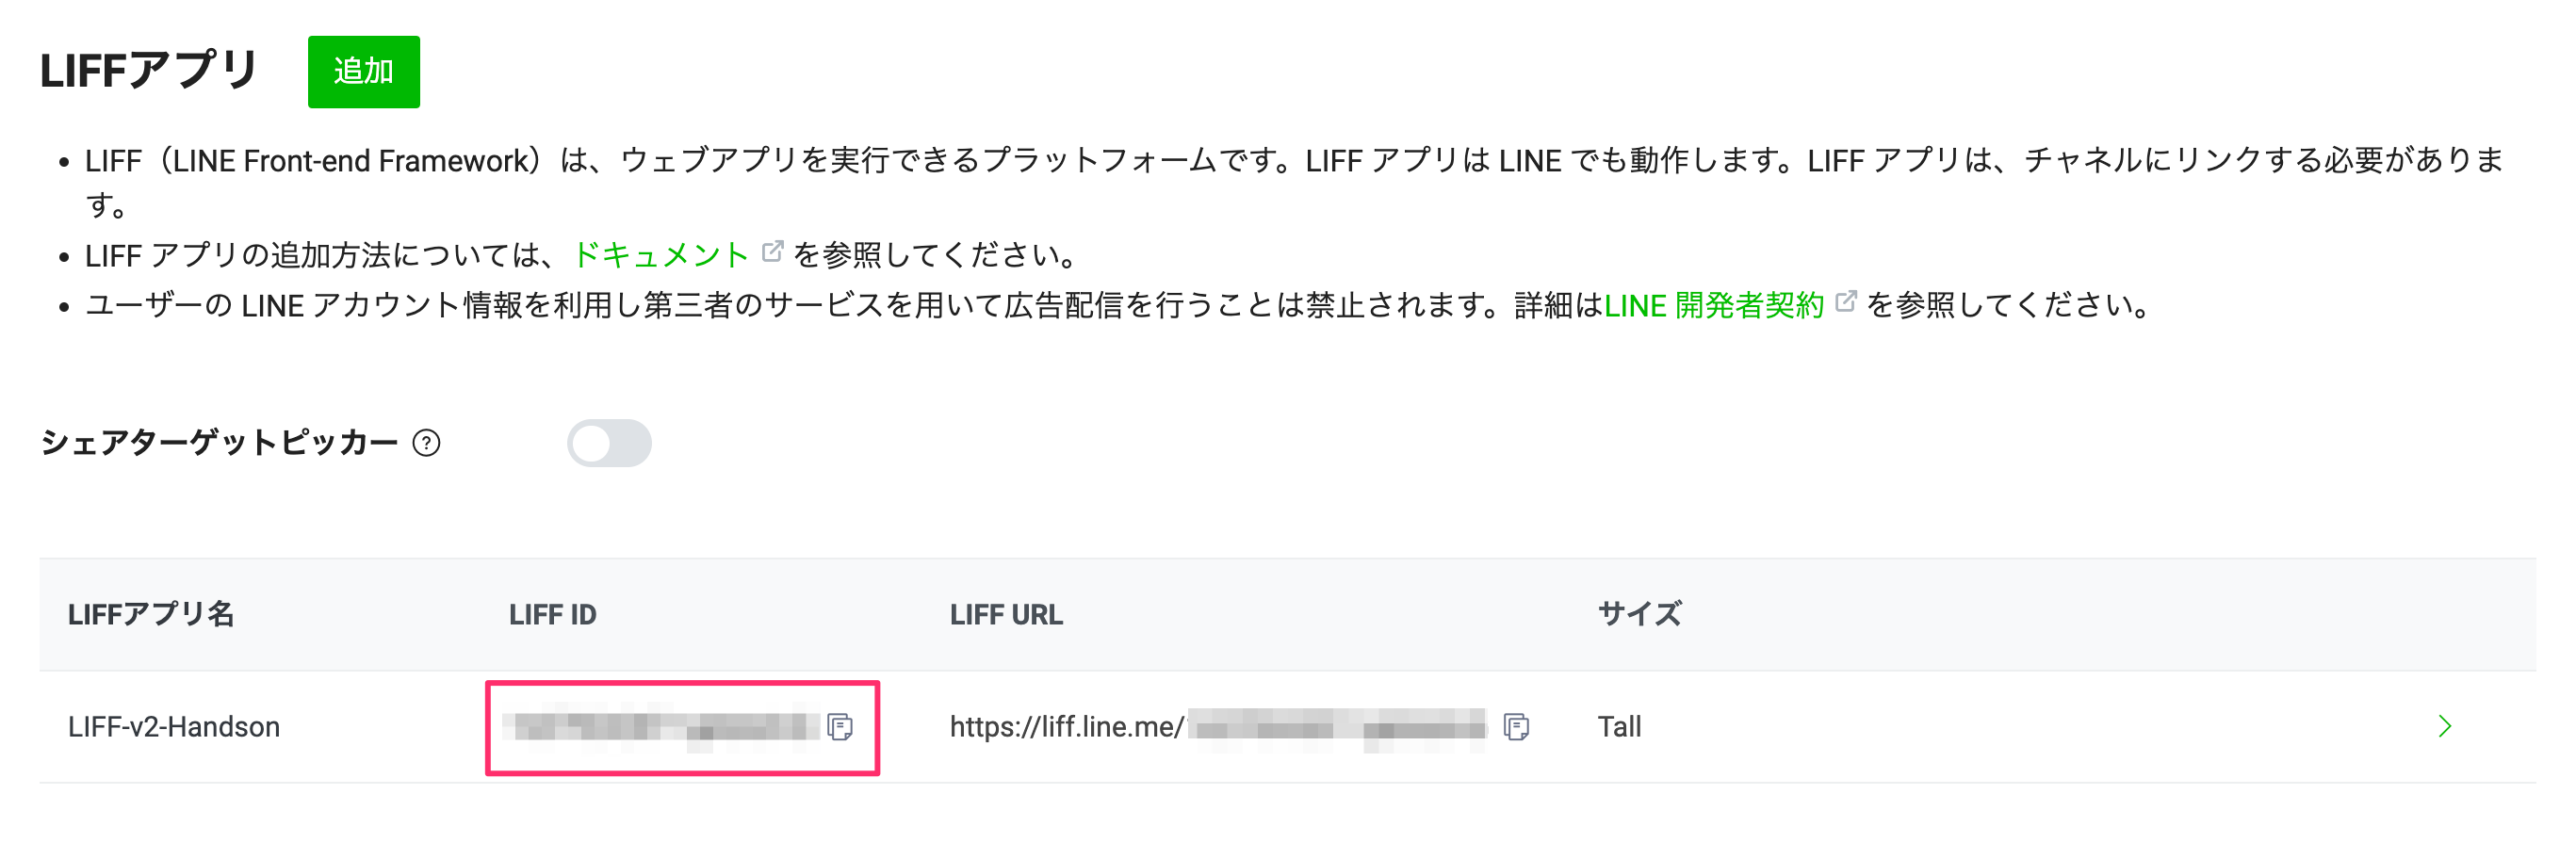 LIFFアプリ 追加
• LIFF（LINE Front-end Framework）は、ウェブアプリを実行できるプラットフォームです。LIFF アプリは LINE でも動作します。LIFF アプリは、チャネルにリンクする必要がありま
す。
• LIFF アプリの追加方法については、ドキュメント を参照してください。
• ユーザーの LINE アカウント情報を利用し第三者のサービスを用いて広告配信を行うことは禁止されます。詳細はLINE 開発者契約 を参照してください。
シェアターゲットピッカー ?
LIFFアプリ名 LIFF ID LIFF URL サイズ
LIFF-v2-Handson https://liff.line.me/ Tall